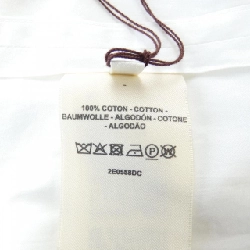 100% COTON - COTTON -
BAUMWOLLE - ALGODÓN - COTONE
- ALGODÃO
2E0568DC